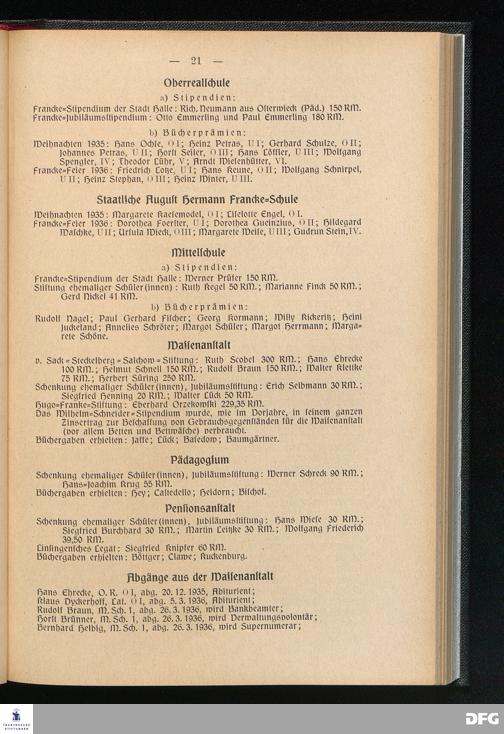 — 21 —
Oberrealschule
a) Stipendien:
Francke=Stipendium der Stadt Halle: Rich. Neumann aus Osterwieck (Päd.) 150 RM.
Francke=Jubiläumsstipendium: Otto Emmerling und Paul Emmerling 180 RM.
b) Bücherprämien:
Weihnachten 1935: Hans Ochse, O I; Heinz Petras, U I; Gerhard Schulze, O II;
Johannes Petras, U II; Horst Seiler, O III; Hans Löffler, U III; Wolfgang
Spengler, IV; Theodor Lühr, V; Arndt Wiesenhütter, VI.
Francke=Feier 1936: Friedrich Lotze, U I; Hans Keune, O II; Wolfgang Schnirpel,
U II; Heinz Stephan, O III; Heinz Winter, U III.
Staatliche August Hermann Francke=Schule
Weihnachten 1935: Margarete Kaesemodel, O I; Liselotte Engel, O I.
Francke=Feier 1936: Dorothea Foerster, U I; Dorothea Gueinzius, O II; Hildegard
Maschke, U II; Ursula Wieck, O III; Margarete Weise, U III; Gudrun Stein, IV.
Mittelschule
a) Stipendien:
Francke=Stipendium der Stadt Halle: Werner Prüfer 150 RM.
Stiftung ehemaliger Schüler(innen): Ruth Kegel 50 RM.; Marianne Finck 50 RM.;
Gerd Nickel 41 RM.
b) Bücherprämien:
Rudolf Nagel; Paul Gerhard Fischer; Georg Kormann; Willy Kickeritz; Heini
Juckeland; Annelies Schröter; Margot Schüler; Margot Herrmann; Marga=
rete Schöne.
Waisenanstalt
v. Sack=Steckelberg=Salchow=Stiftung: Ruth Scobel 300 RM.; Hans Ehrecke
100 RM.; Helmut Schnell 150 RM.; Rudolf Braun 150 RM.; Walter Klettke
75 RM.; Herbert Süring 250 RM.
Schenkung ehemaliger Schüler(innen), Jubiläumsstiftung: Erich Selbmann 30 RM.;
Siegfried Henning 20 RM.; Walter Lück 50 RM.
Hugo=Franke=Stiftung: Eberhard Orzekowski 229,35 RM.
Das Wilhelm=Schneider=Stipendium wurde, wie im Vorjahre, in seinem ganzen
Zinsertrag zur Beschaffung von Gebrauchsgegenständen für die Waisenanstalt
(vor allem Betten und Bettwäsche) verbraucht.
Büchergaben erhielten: Jaffe; Lück; Basedow; Baumgärtner.
Pädagogium
Schenkung ehemaliger Schüler(innen), Jubiläumsstiftung: Werner Schreck 90 RM.;
Hans=Joachim Krug 55 RM.
Büchergaben erhielten: Hey; Castedello; Heidorn; Bischof.
Pensionsanstalt
Schenkung ehemaliger Schüler(innen), Jubiläumsstiftung: Hans Wiese 30 RM.;
Siegfried Burchhard 30 RM.; Martin Leitzke 30 RM.; Wolfgang Friederich
39,50 RM.
Linsingensches Legat: Siegfried Knipfer 60 RM.
Büchergaben erhielten: Böttger; Clawe; Kuckenburg.
Abgänge aus der Waisenanstalt
Hans Ehrecke, O. R. O I, abg. 20. 12. 1935, Abiturient;
Klaus Dyckerhoff, Lat. O I, abg. 5. 3. 1936, Abiturient;
Rudolf Braun, M. Sch. 1, abg. 26. 3. 1936, wird Bankbeamter;
Horst Brünner, M. Sch. 1, abg. 26. 3. 1936, wird Verwaltungsvolontär;
Bernhard Helbig, M. Sch. 1, abg. 26. 3. 1936, wird Supernumerar;
FRANCKESCHE
STIFTUNGEN
DFG